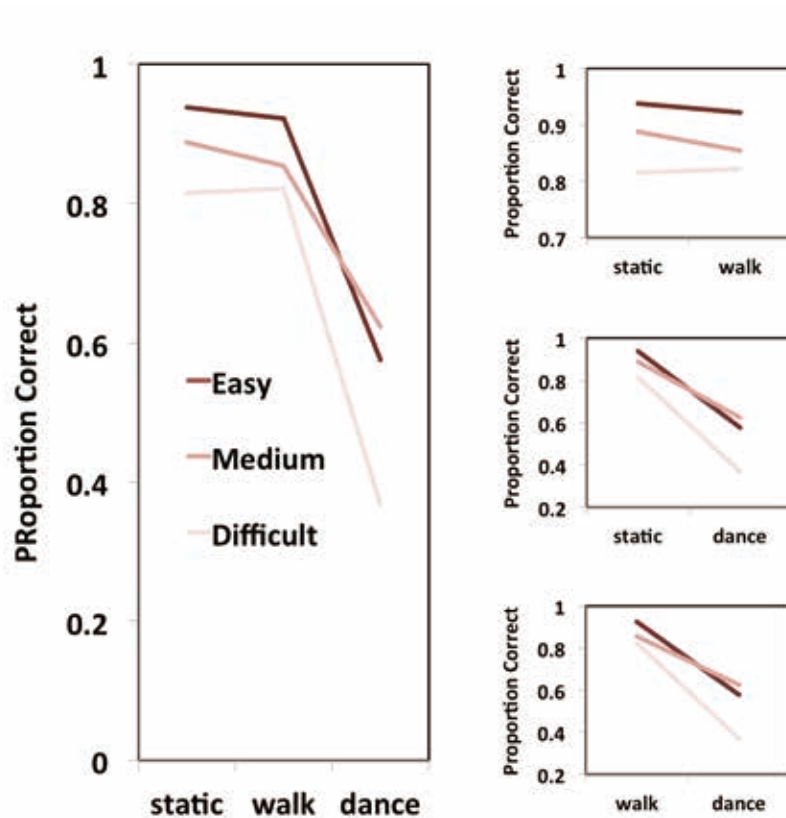 1
0.8
0.6
0.4
0.2
0
PRoportion Correct
Easy
Medium
Difficult
static walk dance
1
0.9
0.8
0.7
Proportion Correct
static walk
1
0.8
0.6
0.4
0.2
Proportion Correct
static dance
1
0.8
0.6
0.4
0.2
Proportion Correct
walk dance